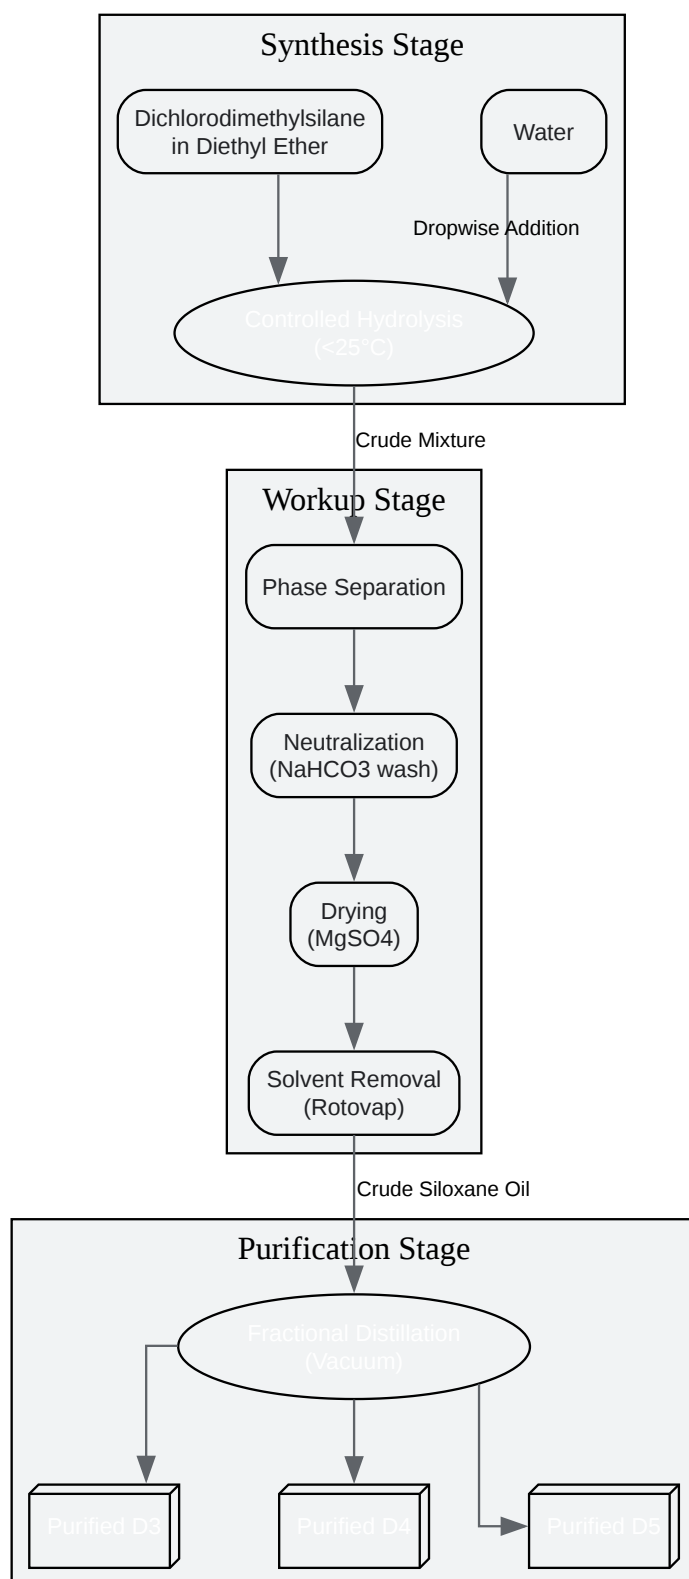 Synthesis Stage
Dichlorodimethylsilane
in Diethyl Ether
Water
Dropwise Addition
Controlled Hydrolysis
(<25°C)
Crude Mixture
Workup Stage
Phase Separation
Neutralization
(NaHCO3 wash)
Drying
(MgSO4)
Solvent Removal
(Rotovap)
Crude Siloxane Oil
Purification Stage
Fractional Distillation
(Vacuum)
Purified D3
Purified D4
Purified D5